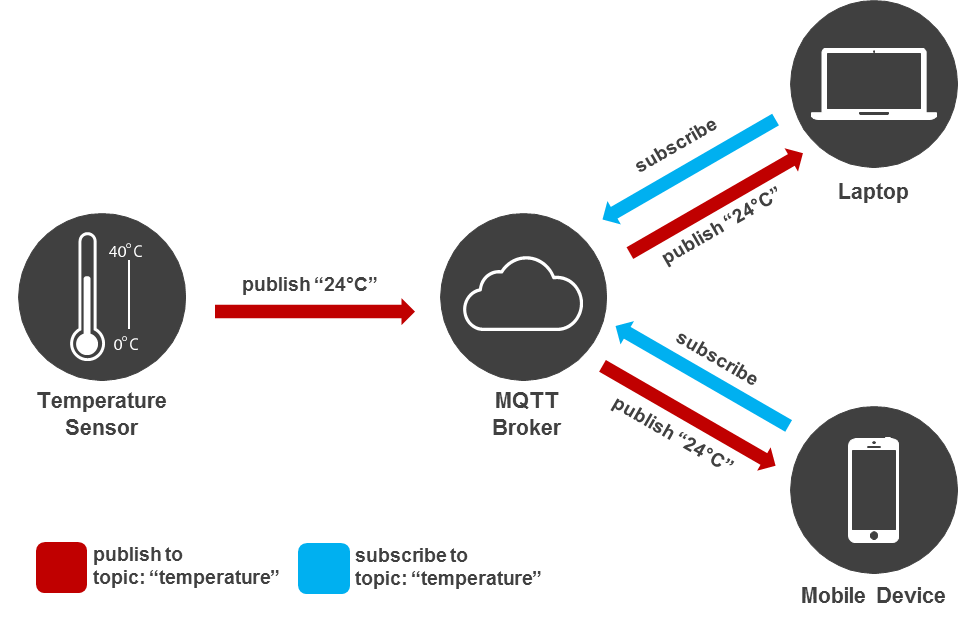 Laptop
subscribe
publish “24°C”
40°C
0°C
publish “24°C”
Temperature
Sensor
MQTT
Broker
subscribe
publish “24°C”
Mobile Device
publish to
topic: “temperature”
subscribe to
topic: “temperature”